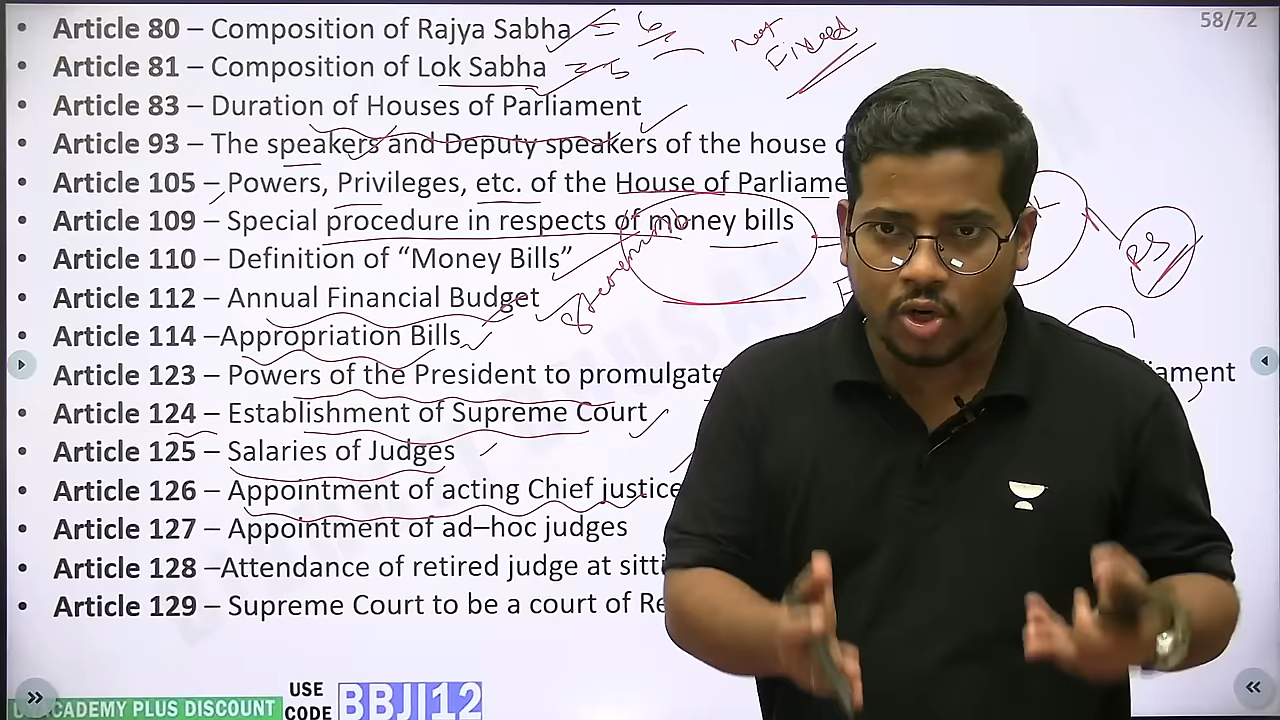 58/72
• Article 80 – Composition of Rajya Sabha = 6
not Fixed
• Article 81 – Composition of Lok Sabha = 5
• Article 83 – Duration of Houses of Parliament
• Article 93 – The speakers and Deputy speakers of the house
• Article 105 – Powers, Privileges, etc. of the House of Parliame
• Article 109 – Special procedure in respects of money bills
• Article 110 – Definition of “Money Bills”
RS
• Article 112 – Annual Financial Budget
• Article 114 –Appropriation Bills
• Article 123 – Powers of the President to promulgate iament
• Article 124 – Establishment of Supreme Court
• Article 125 – Salaries of Judges
• Article 126 – Appointment of acting Chief justice
• Article 127 – Appointment of ad–hoc judges
• Article 128 –Attendance of retired judge at sitti
• Article 129 – Supreme Court to be a court of Re
CADEMY PLUS DISCOUNT
USE
CODE
BBJI12